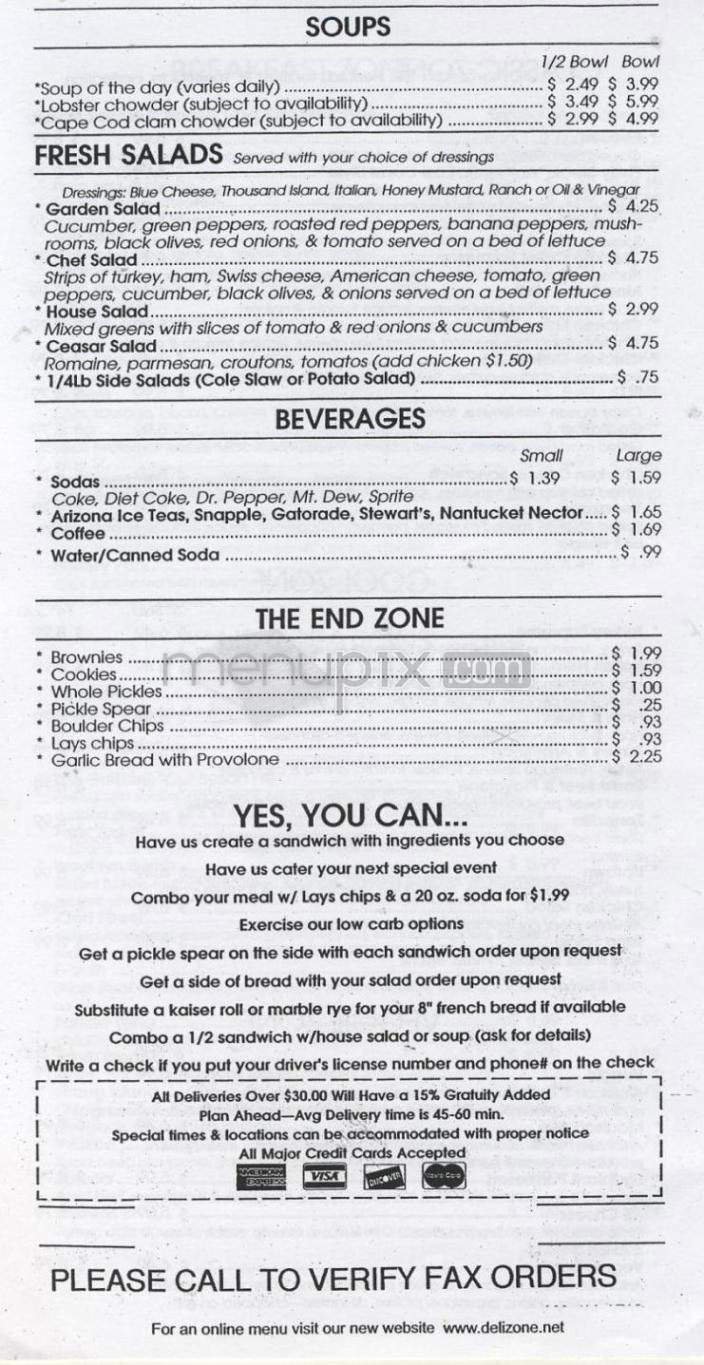 SOUPS
1/2 Bowl Bowl
*Soup of the day (varies daily) ........ $ 2.49 $ 3.99
*Lobster chowder (subject to availability) ........ $ 3.49 $ 5.99
*Cape Cod clam chowder (subject to availability) ........ $ 2.99 $ 4.99
FRESH SALADS Served with your choice of dressings
Dressings: Blue Cheese, Thousand Island, Italian, Honey Mustard, Ranch or Oil & Vinegar
* Garden Salad ........ $ 4.25
Cucumber, green peppers, roasted red peppers, banana peppers, mush-
rooms, black olives, red onions, & tomato served on a bed of lettuce
* Chef Salad ........ $ 4.75
Strips of turkey, ham, Swiss cheese, American cheese, tomato, green
peppers, cucumber, black olives, & onions served on a bed of lettuce
* House Salad ........ $ 2.99
Mixed greens with slices of tomato & red onions & cucumbers
* Ceasar Salad ........ $ 4.75
Romaine, parmesan, croutons, tomatos (add chicken $1.50)
* 1/4Lb Side Salads (Cole Slaw or Potato Salad) ........ $ .75
BEVERAGES
Small Large
* Sodas ........ $ 1.39 $ 1.59
Coke, Diet Coke, Dr. Pepper, Mt. Dew, Sprite
* Arizona Ice Teas, Snapple, Gatorade, Stewart's, Nantucket Nector..... $ 1.65
* Coffee ........ $ 1.69
* Water/Canned Soda ........ $ .99
THE END ZONE
* Brownies ........ $ 1.99
* Cookies ........ $ 1.59
* Whole Pickles ........ $ 1.00
* Pickle Spear ........ $ .25
* Boulder Chips ........ $ .93
* Lays chips ........ $ .93
* Garlic Bread with Provolone ........ $ 2.25
menupix.com
YES, YOU CAN...
Have us create a sandwich with ingredients you choose
Have us cater your next special event
Combo your meal w/ Lays chips & a 20 oz. soda for $1.99
Exercise our low carb options
Get a pickle spear on the side with each sandwich order upon request
Get a side of bread with your salad order upon request
Substitute a kaiser roll or marble rye for your 8" french bread if available
Combo a 1/2 sandwich w/house salad or soup (ask for details)
Write a check if you put your driver's license number and phone# on the check
All Deliveries Over $30.00 Will Have a 15% Gratuity Added
Plan Ahead—Avg Delivery time is 45-60 min.
Special times & locations can be accommodated with proper notice
All Major Credit Cards Accepted
AMERICAN EXPRESS VISA DISCOVER MasterCard
PLEASE CALL TO VERIFY FAX ORDERS
For an online menu visit our new website www.delizone.net